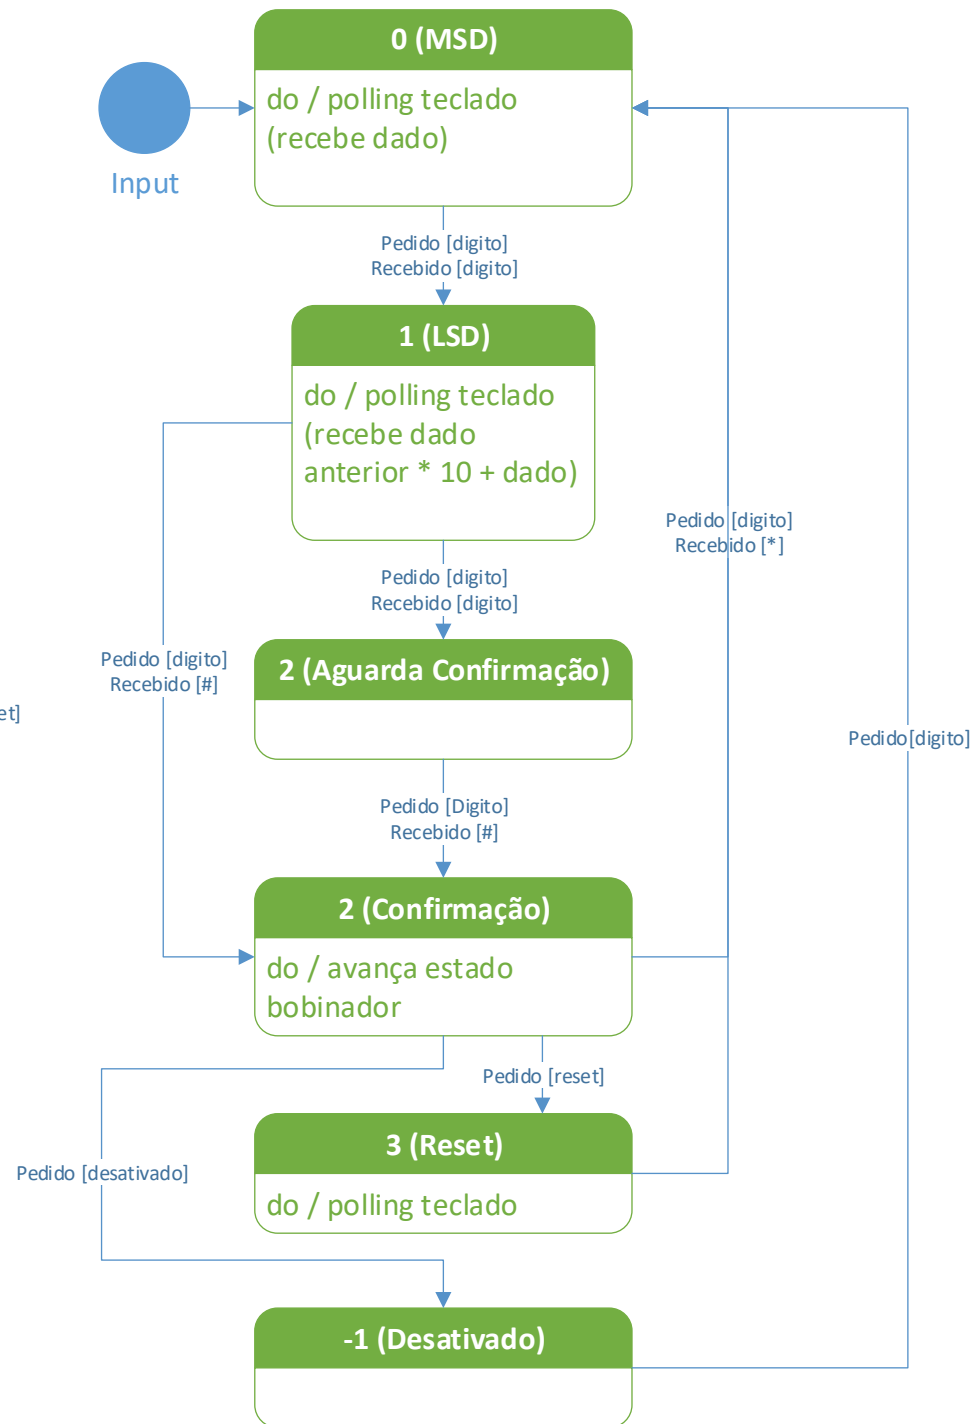 0 (MSD)
do / polling teclado
(recebe dado)
Input
Pedido [digito]
Recebido [digito]
1 (LSD)
do / polling teclado
(recebe dado
anterior * 10 + dado)
Pedido [digito]
Recebido [*]
Pedido [digito]
Recebido [digito]
Pedido [digito]
Recebido [#]
2 (Aguarda Confirmação)
et]
Pedido[digito]
Pedido [Digito]
Recebido [#]
2 (Confirmação)
do / avança estado
bobinador
Pedido [reset]
3 (Reset)
Pedido [desativado]
do / polling teclado
-1 (Desativado)